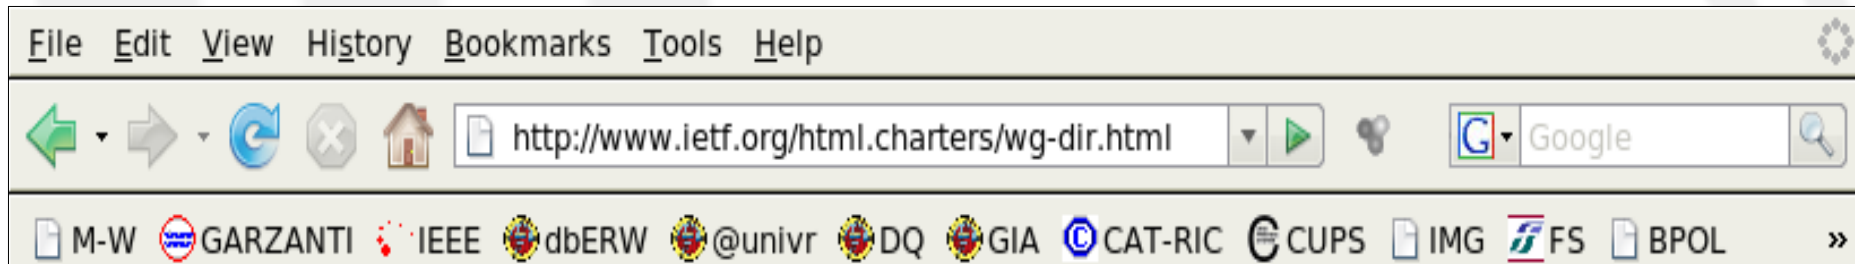 File Edit View History Bookmarks Tools Help
http://www.ietf.org/html.charters/wg-dir.html G Google
M-W GARZANTI IEEE dbERW @univr DQ GIA © CAT-RIC CUPS IMG FS BPOL »